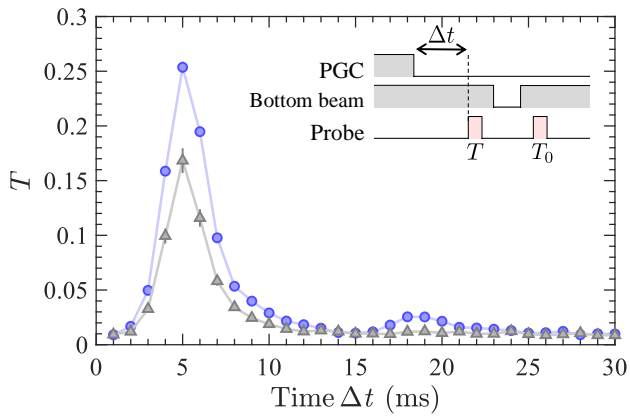 0.3
0.25
0.2
0.15
0.1
0.05
0
T
Δt
PGC
Bottom beam
Probe
T T₀
0 5 10 15 20 25 30
Time Δt (ms)